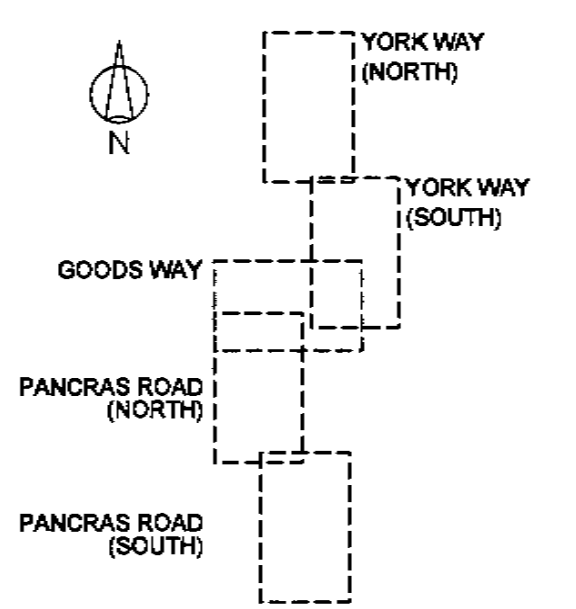 YORK WAY
(NORTH)
N
YORK WAY
(SOUTH)
GOODS WAY
PANCRAS ROAD
(NORTH)
PANCRAS ROAD
(SOUTH)